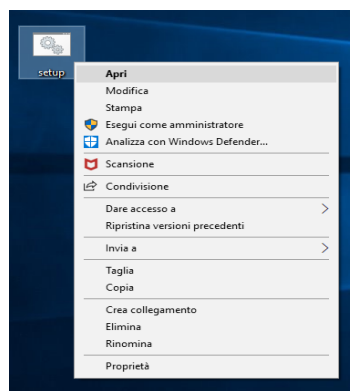 setup
Apri
Modifica
Stampa
Esegui come amministratore
Analizza con Windows Defender...
Scansione
Condivisione
Dare accesso a
Ripristina versioni precedenti
Invia a
Taglia
Copia
Crea collegamento
Elimina
Rinomina
Proprietà